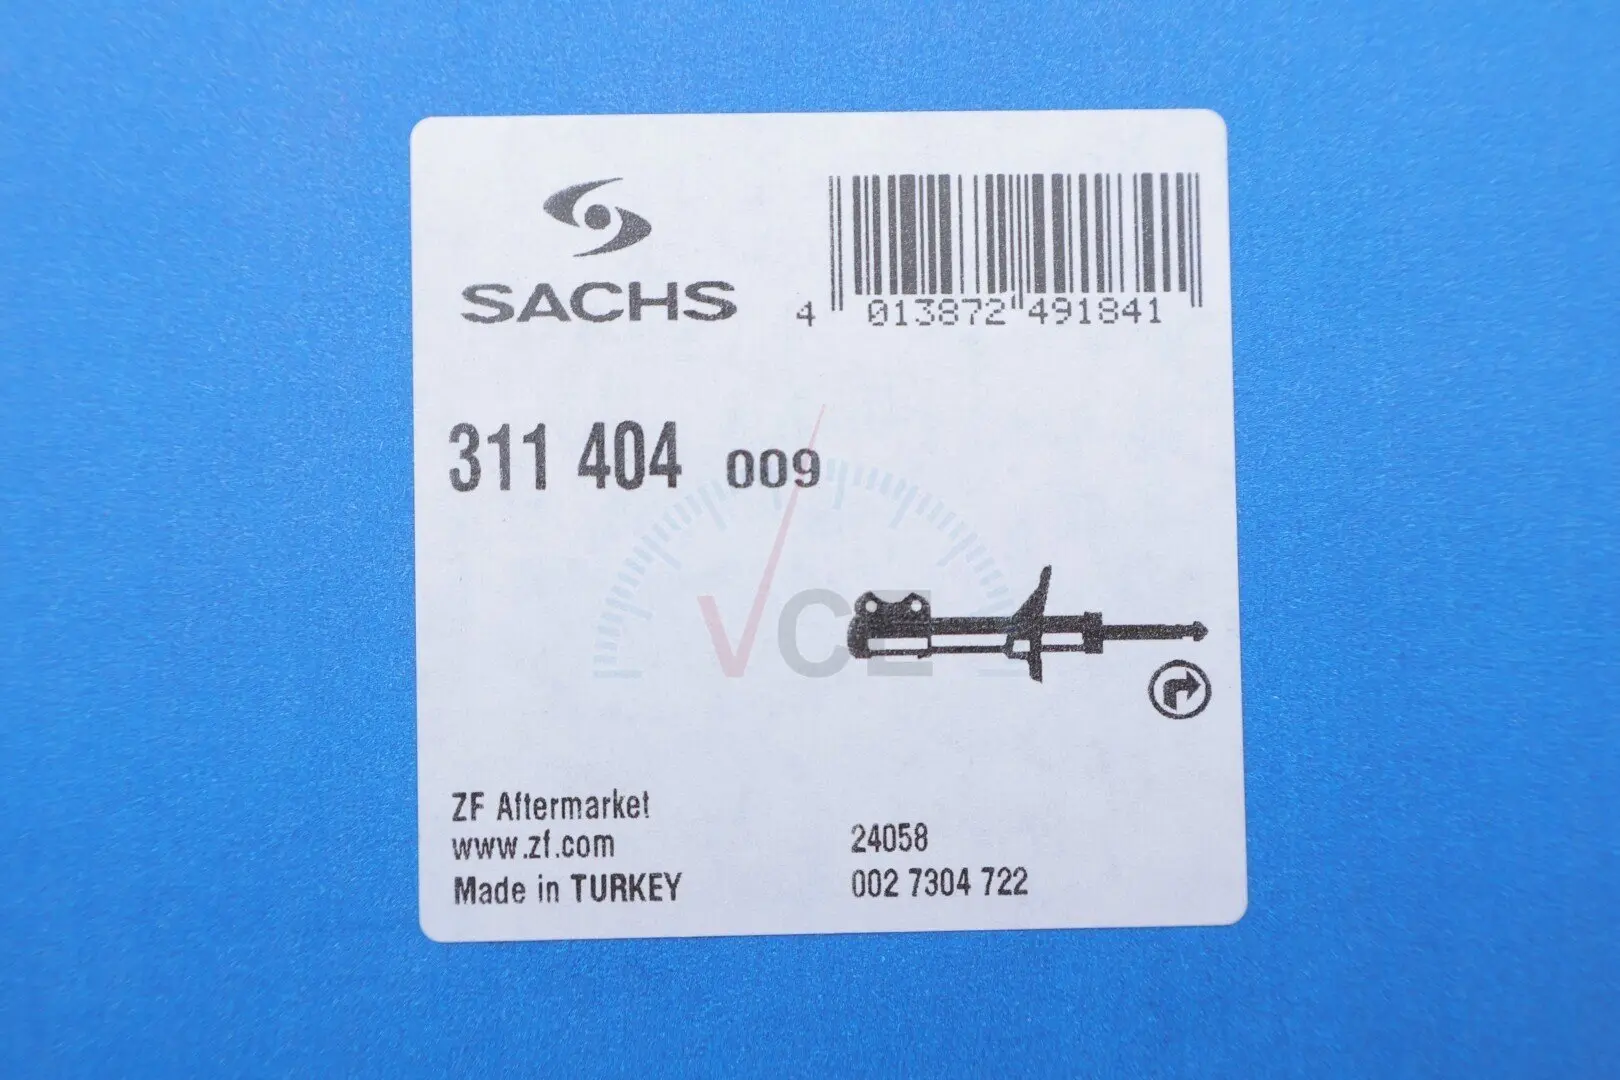 SACHS
4 013872 491841
311 404 009
VCE
ZF Aftermarket
www.zf.com
Made in TURKEY
24058
002 7304 722